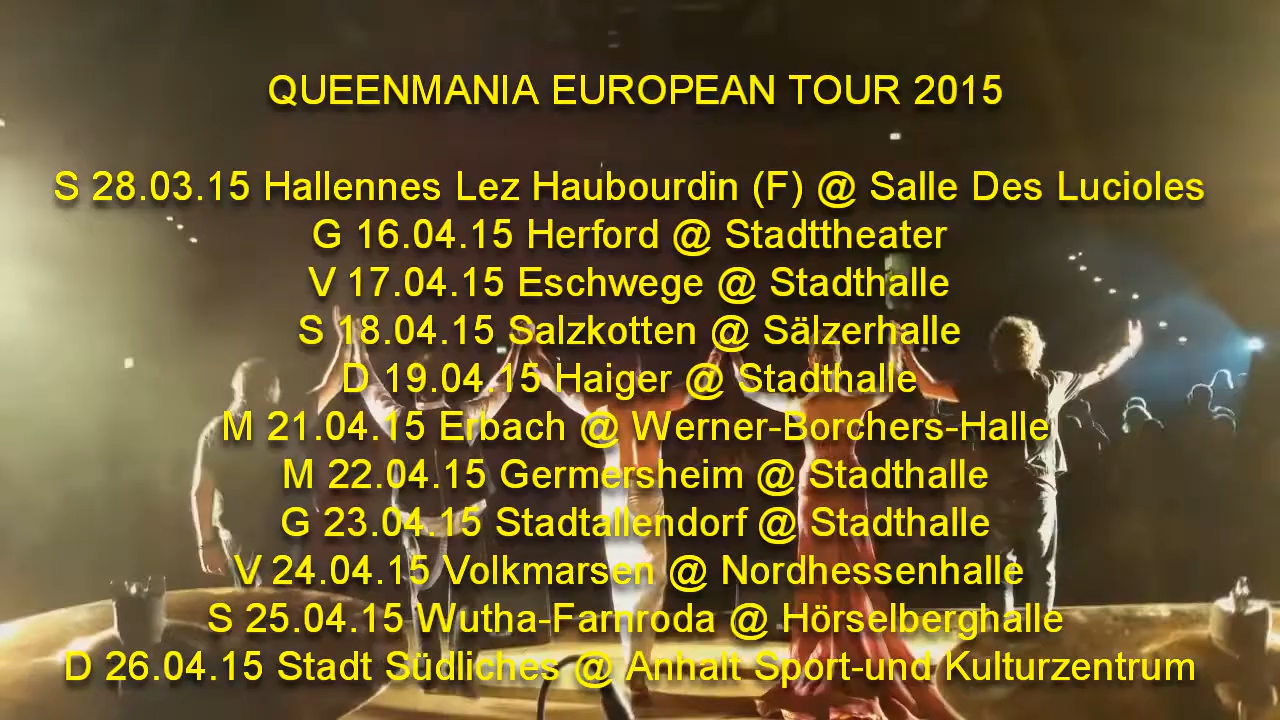 QUEENMANIA EUROPEAN TOUR 2015
S 28.03.15 Hallennes Lez Haubourdin (F) @ Salle Des Lucioles
G 16.04.15 Herford @ Stadttheater
V 17.04.15 Eschwege @ Stadthalle
S 18.04.15 Salzkotten @ Sälzerhalle
D 19.04.15 Haiger @ Stadthalle
M 21.04.15 Erbach @ Werner-Borchers-Halle
M 22.04.15 Germersheim @ Stadthalle
G 23.04.15 Stadtallendorf @ Stadthalle
V 24.04.15 Volkmarsen @ Nordhessenhalle
S 25.04.15 Wutha-Farnroda @ Hörselberghalle
D 26.04.15 Stadt Südliches @ Anhalt Sport-und Kulturzentrum